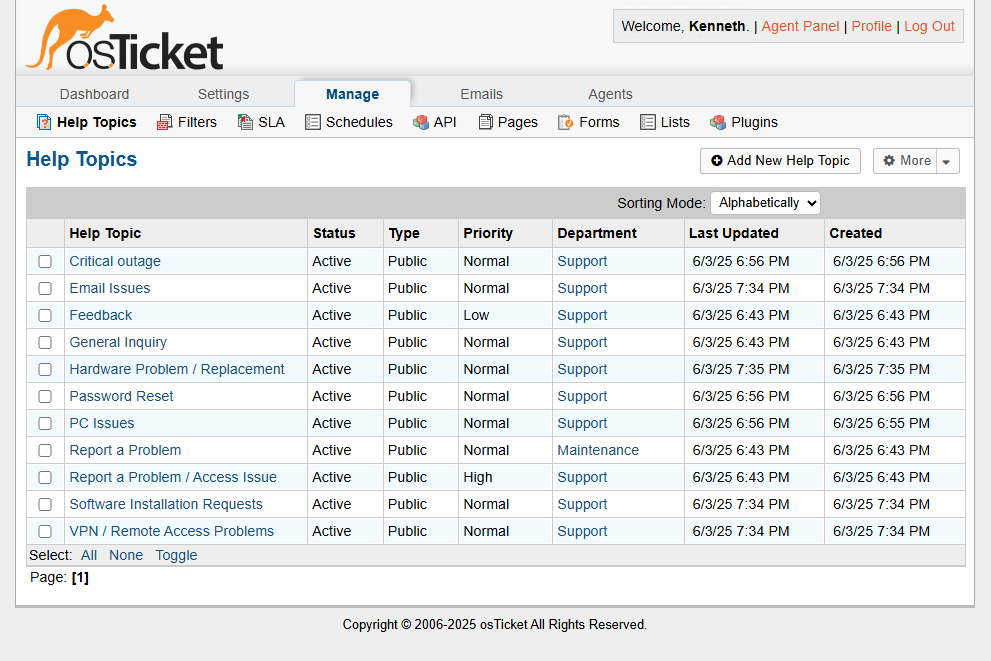 osTicket
Welcome, Kenneth. | Agent Panel | Profile | Log Out
Dashboard Settings Manage Emails Agents
Help Topics Filters SLA Schedules API Pages Forms Lists Plugins
Help Topics
Add New Help Topic More
Sorting Mode: Alphabetically
Help Topic Status Type Priority Department Last Updated Created
Critical outage Active Public Normal Support 6/3/25 6:56 PM 6/3/25 6:56 PM
Email Issues Active Public Normal Support 6/3/25 7:34 PM 6/3/25 7:34 PM
Feedback Active Public Low Support 6/3/25 6:43 PM 6/3/25 6:43 PM
General Inquiry Active Public Normal Support 6/3/25 6:43 PM 6/3/25 6:43 PM
Hardware Problem / Replacement Active Public Normal Support 6/3/25 7:35 PM 6/3/25 7:35 PM
Password Reset Active Public Normal Support 6/3/25 6:56 PM 6/3/25 6:56 PM
PC Issues Active Public Normal Support 6/3/25 6:56 PM 6/3/25 6:55 PM
Report a Problem Active Public Normal Maintenance 6/3/25 6:43 PM 6/3/25 6:43 PM
Report a Problem / Access Issue Active Public High Support 6/3/25 6:43 PM 6/3/25 6:43 PM
Software Installation Requests Active Public Normal Support 6/3/25 7:34 PM 6/3/25 7:34 PM
VPN / Remote Access Problems Active Public Normal Support 6/3/25 7:34 PM 6/3/25 7:34 PM
Select: All None Toggle
Page: [1]
Copyright © 2006-2025 osTicket All Rights Reserved.